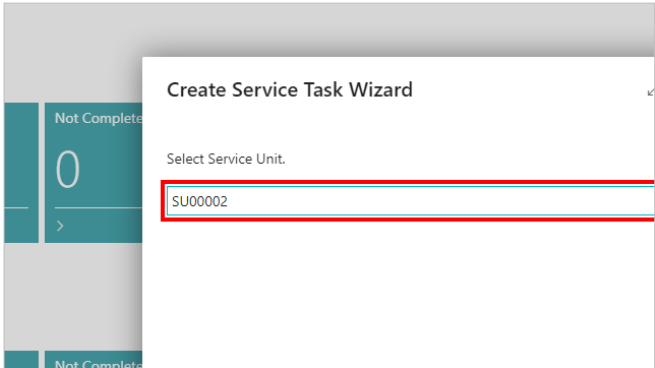 Create Service Task Wizard
Not Complete
Select Service Unit.
0
SU00002
Not Complete